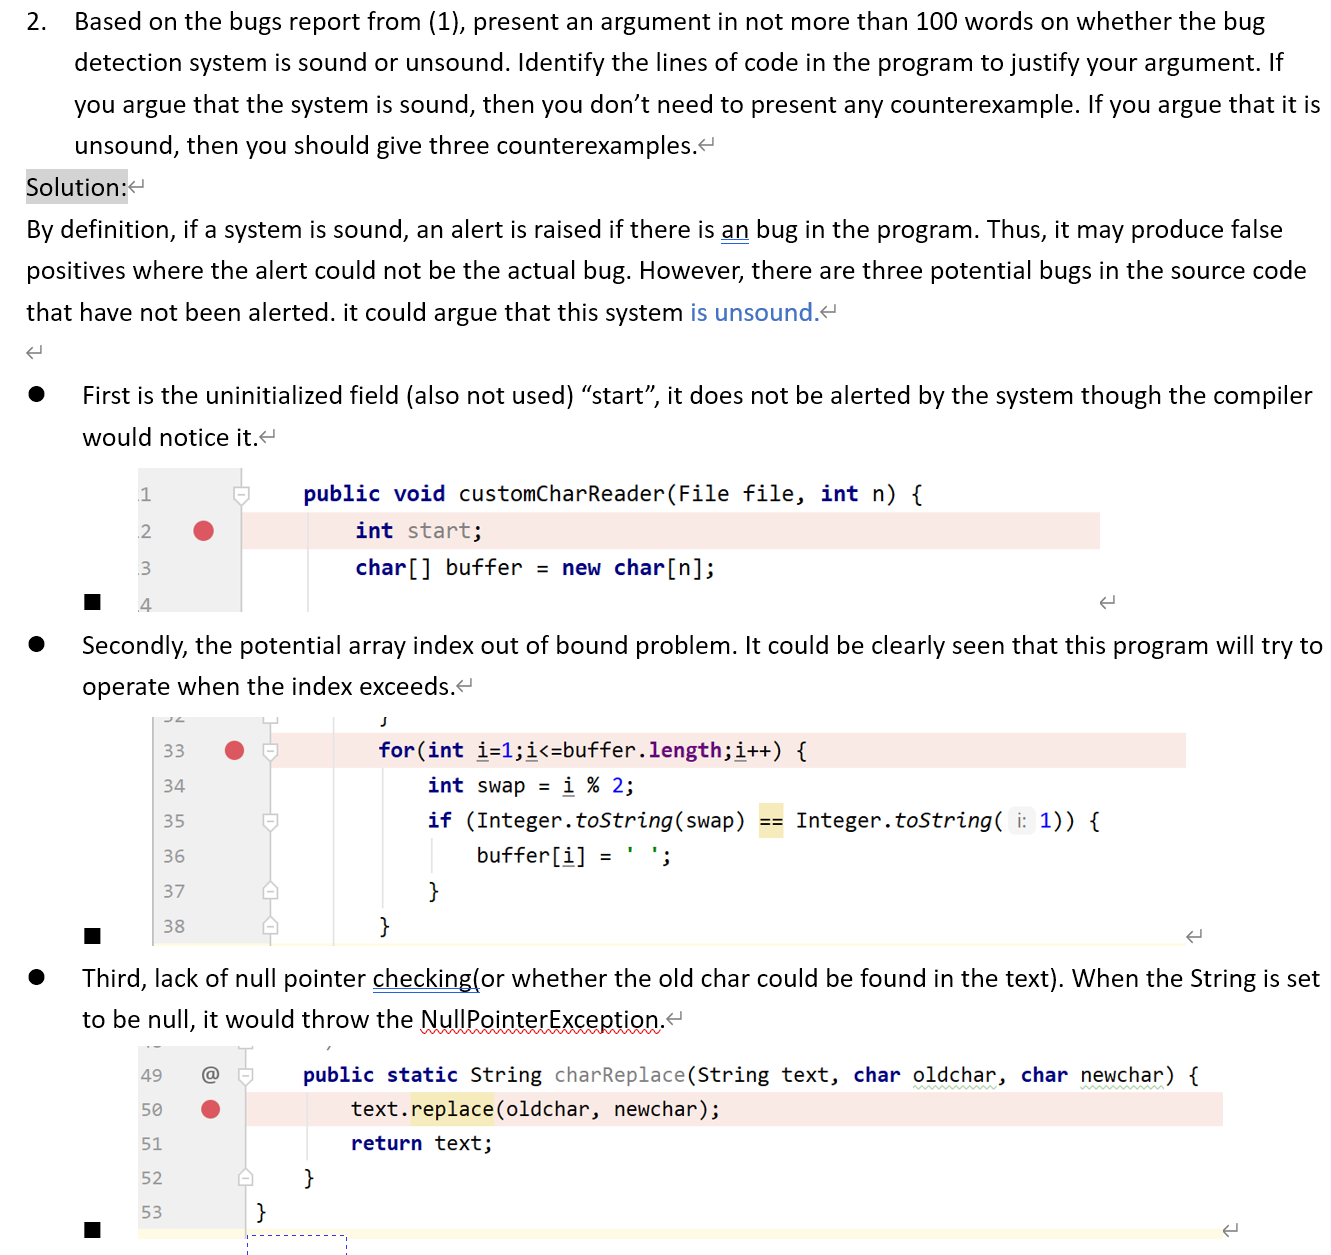 2. Based on the bugs report from (1), present an argument in not more than 100 words on whether the bug
detection system is sound or unsound. Identify the lines of code in the program to justify your argument. If
you argue that the system is sound, then you don’t need to present any counterexample. If you argue that it is
unsound, then you should give three counterexamples.↵
Solution:↵
By definition, if a system is sound, an alert is raised if there is an bug in the program. Thus, it may produce false
positives where the alert could not be the actual bug. However, there are three potential bugs in the source code
that have not been alerted. it could argue that this system is unsound.↵
↵
● First is the uninitialized field (also not used) “start”, it does not be alerted by the system though the compiler
would notice it.↵
1 public void customCharReader(File file, int n) {
2 int start;
3 char[] buffer = new char[n];
4
● Secondly, the potential array index out of bound problem. It could be clearly seen that this program will try to
operate when the index exceeds.↵
32 }
33 for(int i=1;i<=buffer.length;i++) {
34 int swap = i % 2;
35 if (Integer.toString(swap) == Integer.toString( i: 1)) {
36 buffer[i] = ' ';
37 }
38 }
● Third, lack of null pointer checking(or whether the old char could be found in the text). When the String is set
to be null, it would throw the NullPointerException.↵
49 @ public static String charReplace(String text, char oldchar, char newchar) {
50 text.replace(oldchar, newchar);
51 return text;
52 }
53 }